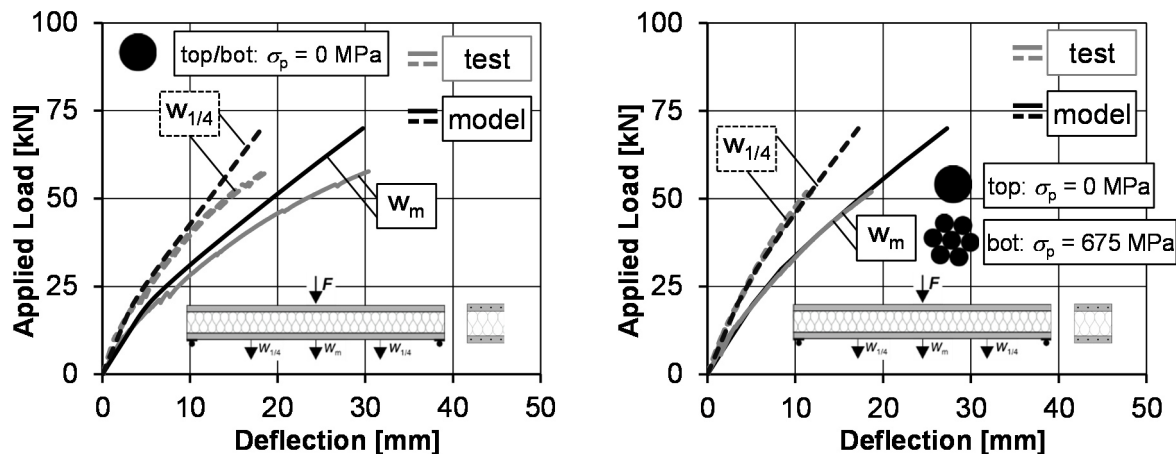 100
75
50
25
0
Applied Load [kN]
top/bot: σp = 0 MPa
test
model
w1/4
wm
F
w1/4
wm
w1/4
0 10 20 30 40 50
Deflection [mm]
100
75
50
25
0
Applied Load [kN]
test
model
w1/4
wm
top: σp = 0 MPa
bot: σp = 675 MPa
F
w1/4
wm
w1/4
0 10 20 30 40 50
Deflection [mm]